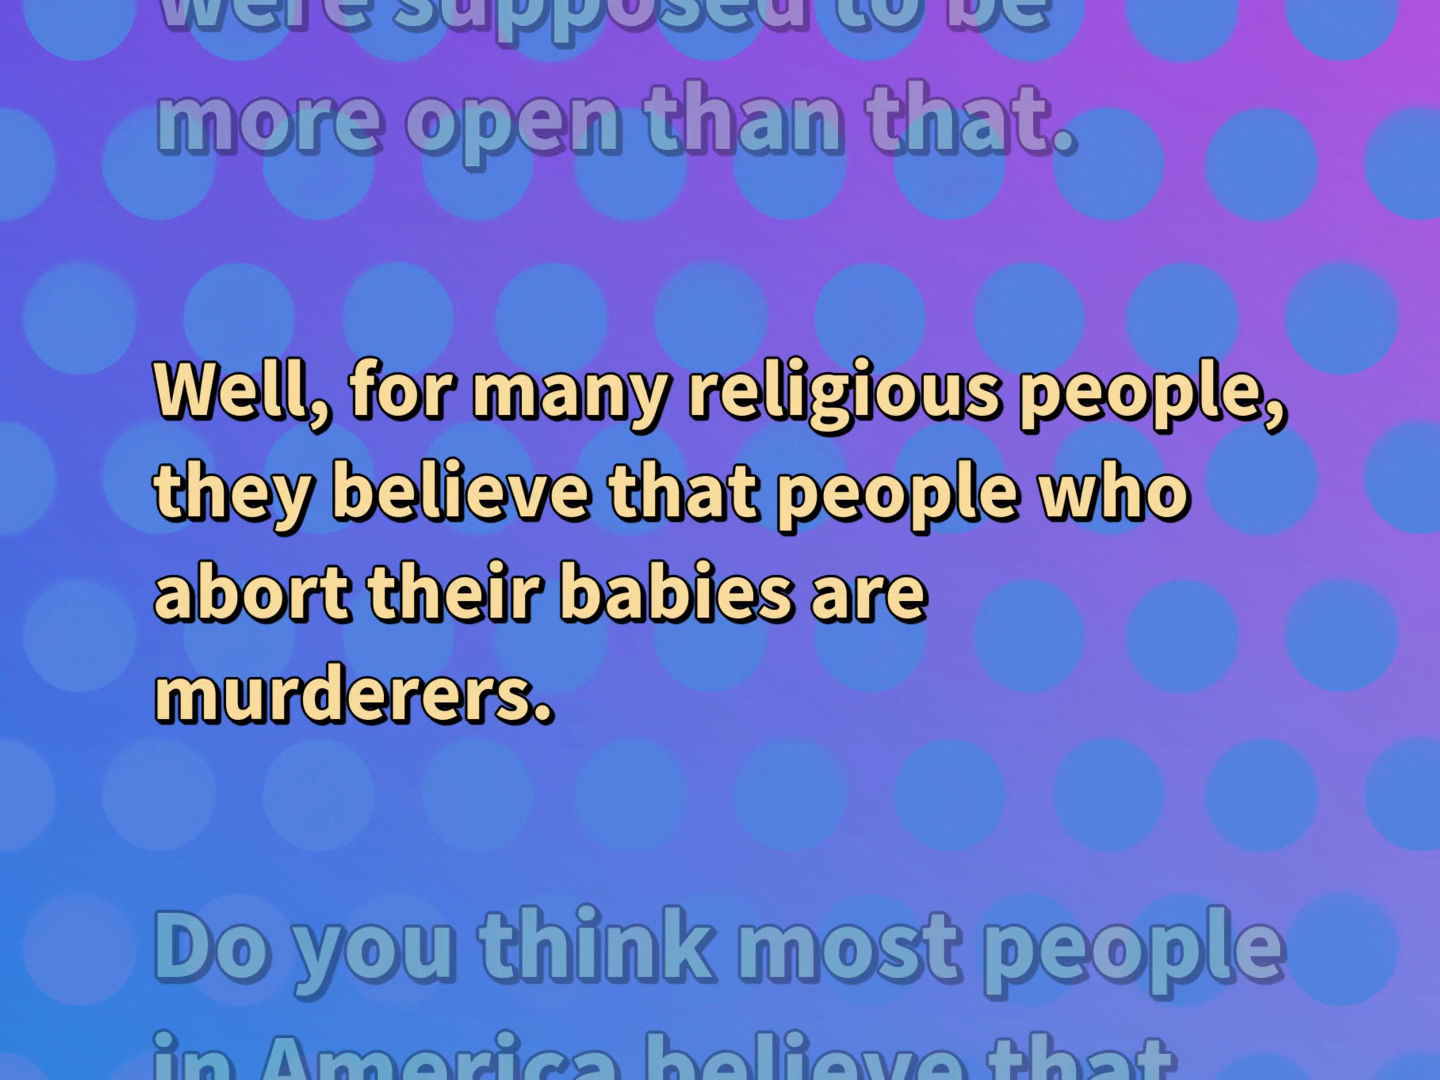 were supposed to be
more open than that.
Well, for many religious people,
they believe that people who
abort their babies are
murderers.
Do you think most people
in America believe that